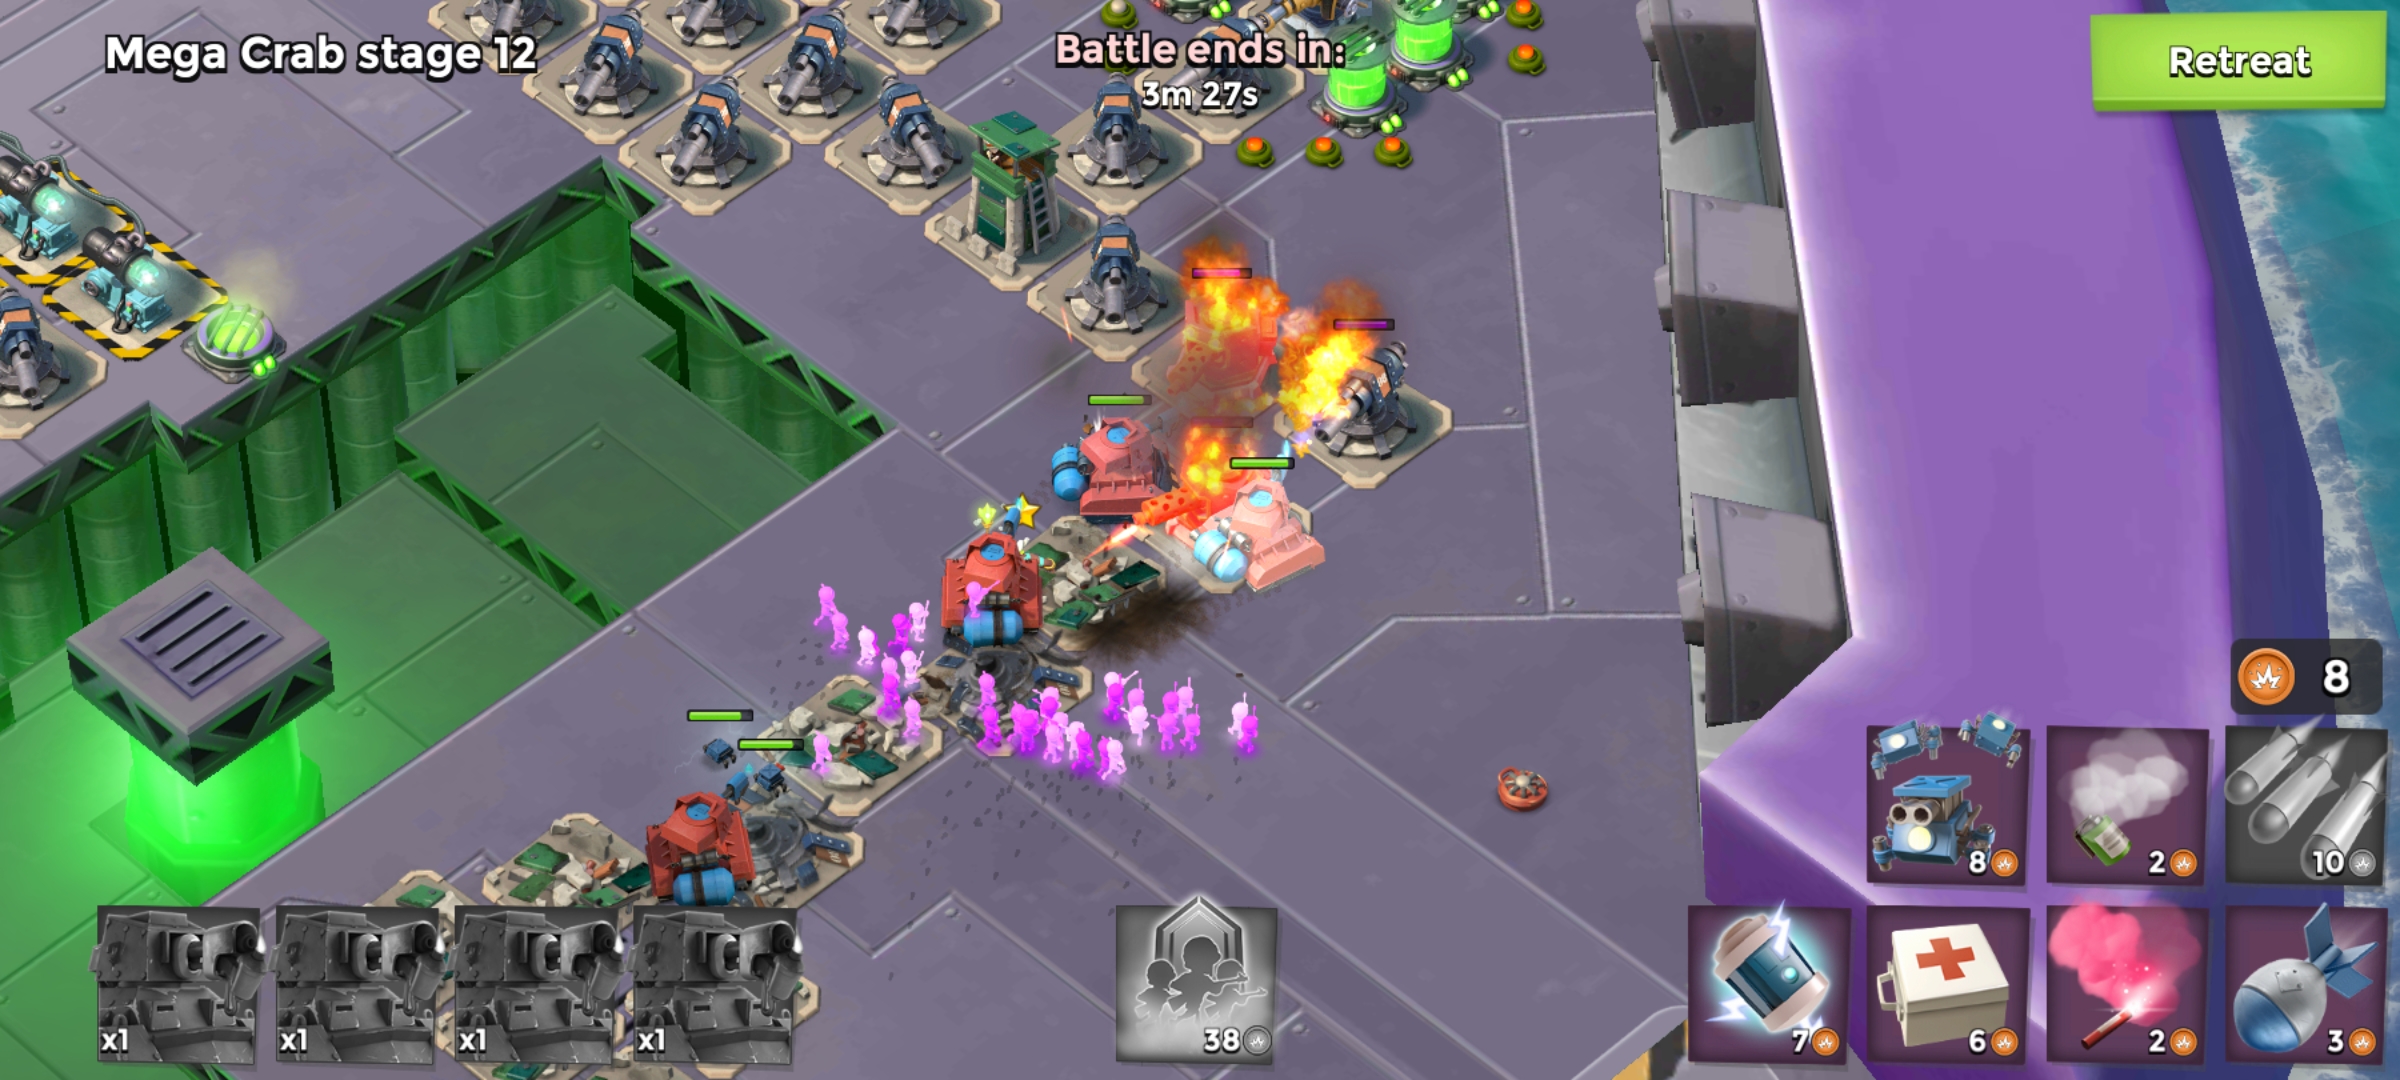 Mega Crab stage 12
Battle ends in:
3m 27s
Retreat
8
8
2
10
x1
x1
x1
x1
38
7
6
2
3